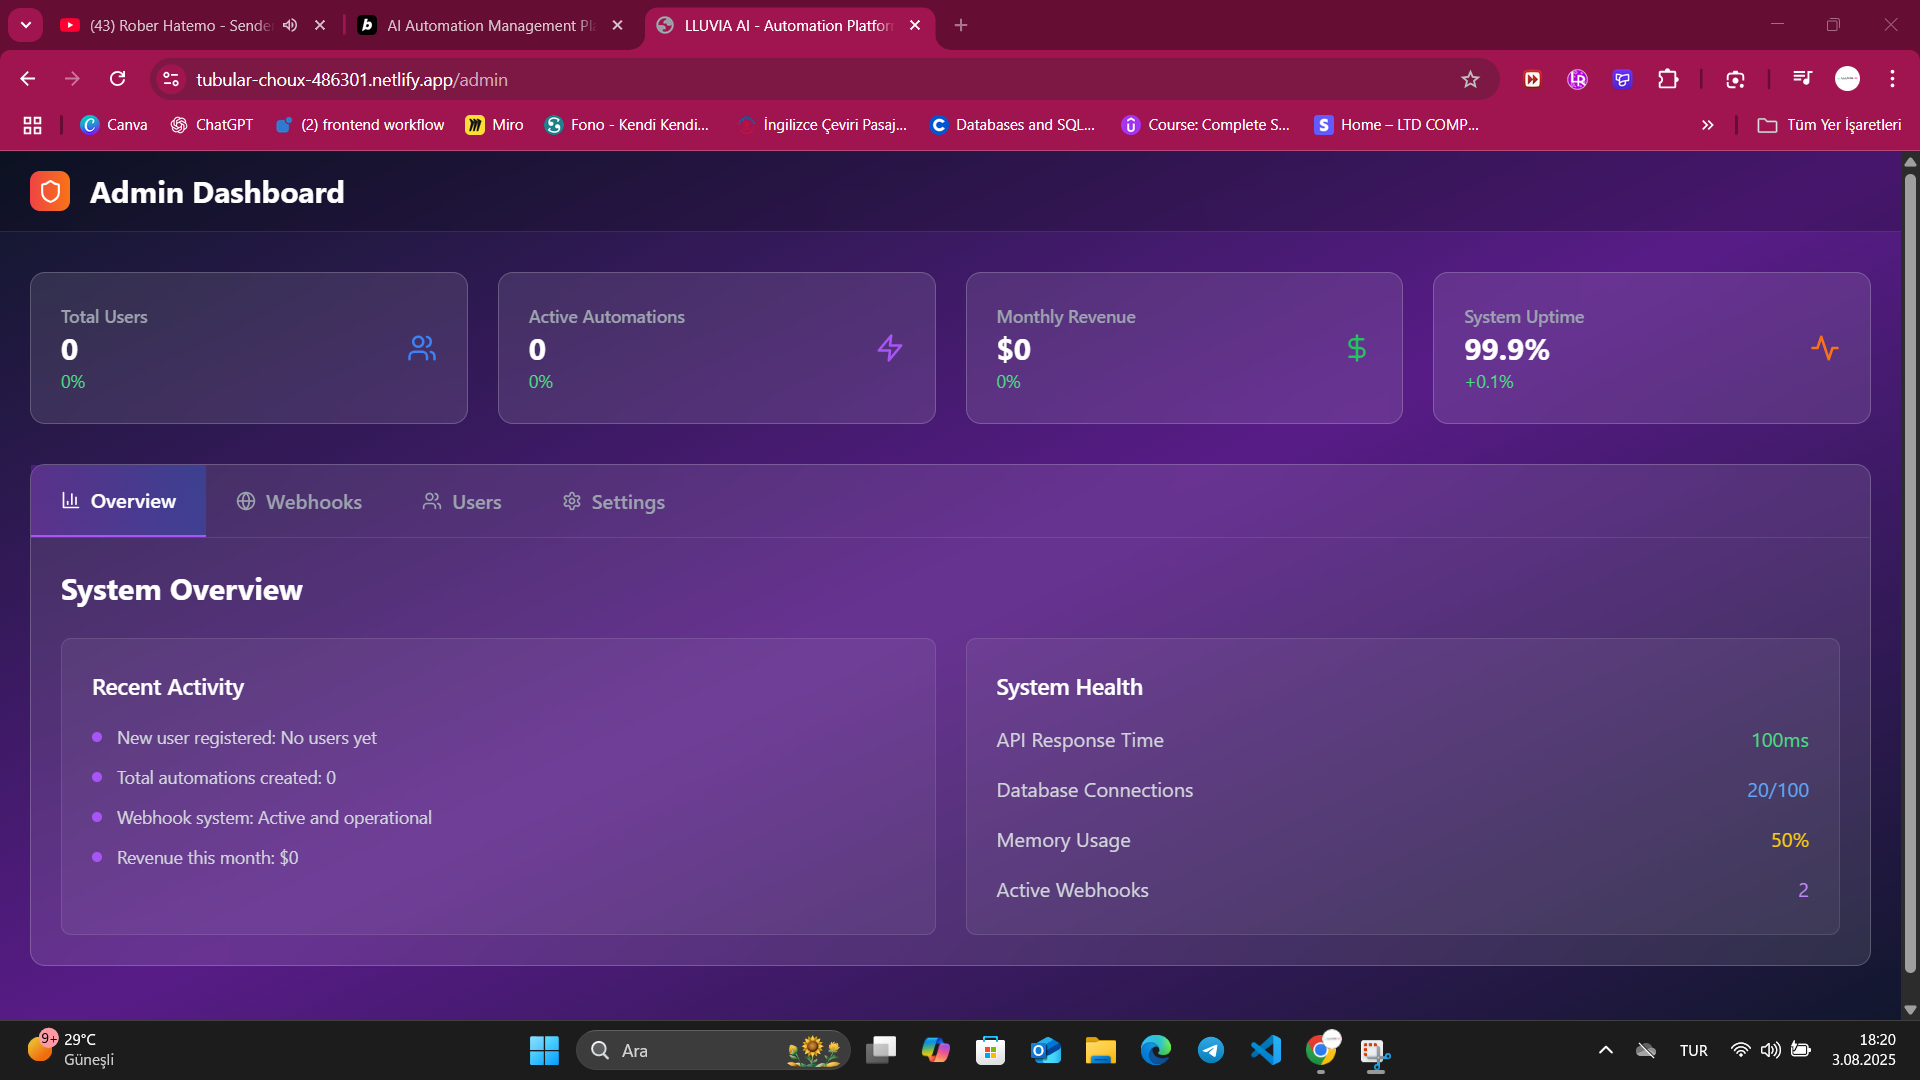 (43) Rober Hatemo - Sende
AI Automation Management Pl
LLUVIA AI - Automation Platfor
tubular-choux-486301.netlify.app/admin
Canva
ChatGPT
(2) frontend workflow
Miro
Fono - Kendi Kendi...
İngilizce Çeviri Pasaj...
Databases and SQL...
Course: Complete S...
Home – LTD COMP...
Tüm Yer İşaretleri
Admin Dashboard
Total Users
0
0%
Active Automations
0
0%
Monthly Revenue
$0
0%
System Uptime
99.9%
+0.1%
Overview
Webhooks
Users
Settings
System Overview
Recent Activity
New user registered: No users yet
Total automations created: 0
Webhook system: Active and operational
Revenue this month: $0
System Health
API Response Time
100ms
Database Connections
20/100
Memory Usage
50%
Active Webhooks
2
9+
29°C
Güneşli
Ara
TUR
18:20
3.08.2025